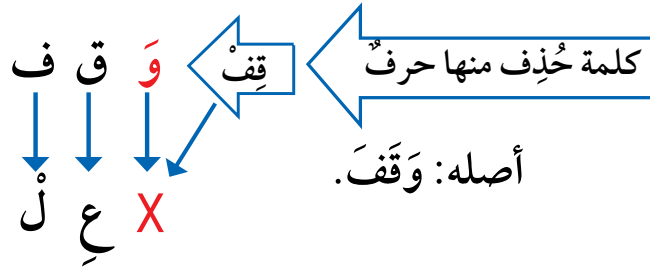 كلمة حُذِف منها حرفٌ قِفْ وَ ق ف
أصله: وَقَفَ.
X عِ لْ